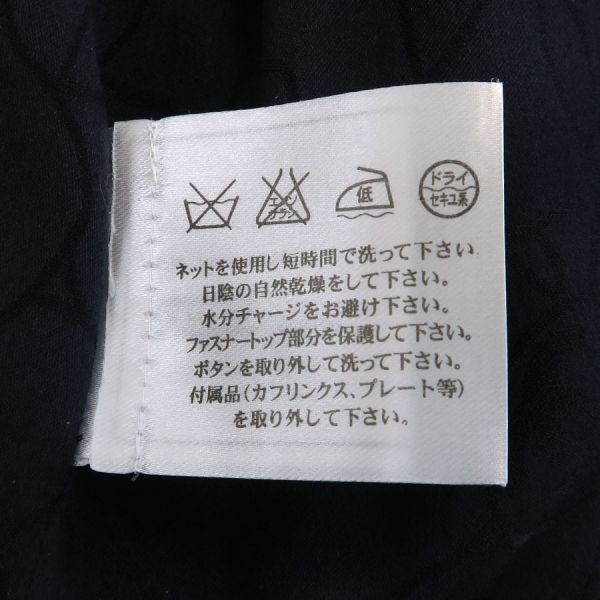 エンソ サラシ 低 ドライ
セキユ系
ネットを使用し短時間で洗って下さい。
日陰の自然乾燥をして下さい。
水分チャージをお避け下さい。
ファスナートップ部分を保護して下さい。
ボタンを取り外して洗って下さい。
付属品(カフリンクス、プレート等)
を取り外して下さい。